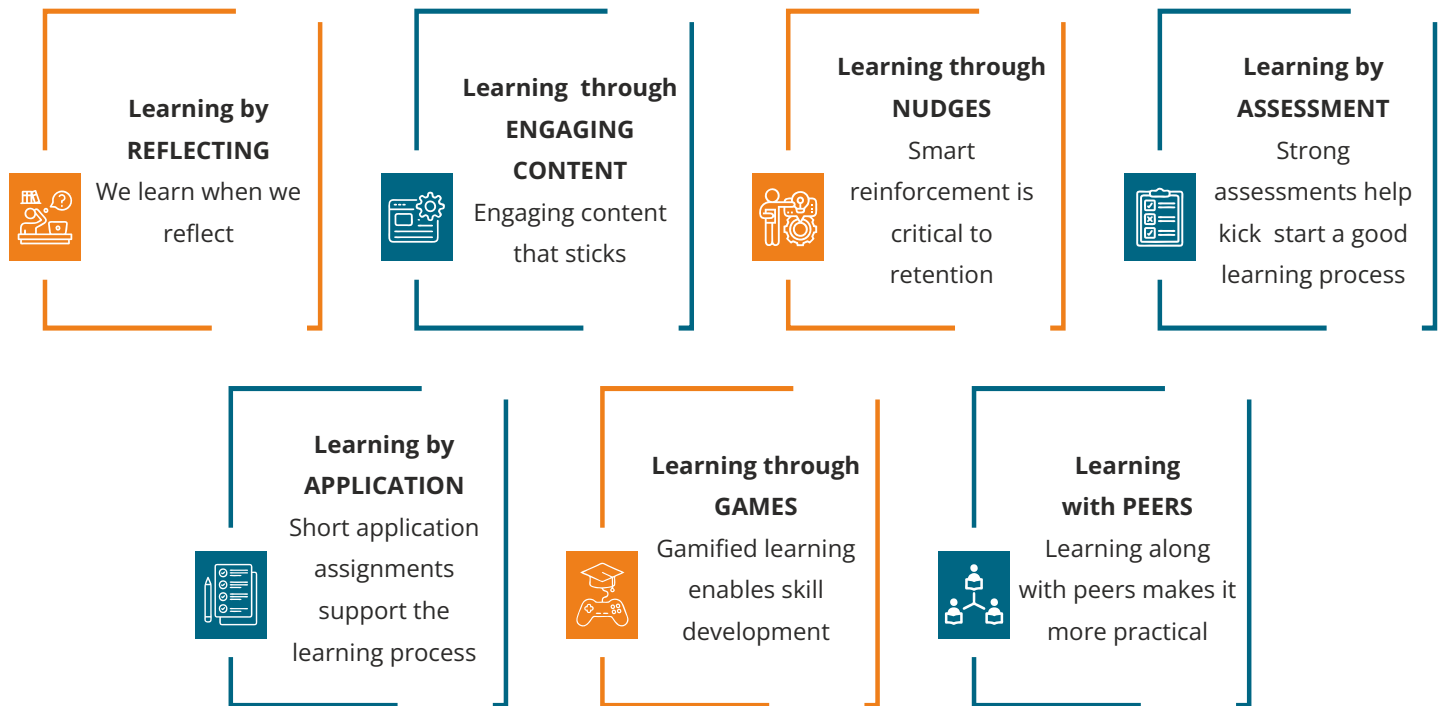 Learning by
REFLECTING
We learn when we
reflect
Learning through
ENGAGING
CONTENT
Engaging content
that sticks
Learning through
NUDGES
Smart
reinforcement is
critical to
retention
Learning by
ASSESSMENT
Strong
assessments help
kick start a good
learning process
Learning by
APPLICATION
Short application
assignments
support the
learning process
Learning through
GAMES
Gamified learning
enables skill
development
Learning
with PEERS
Learning along
with peers makes it
more practical